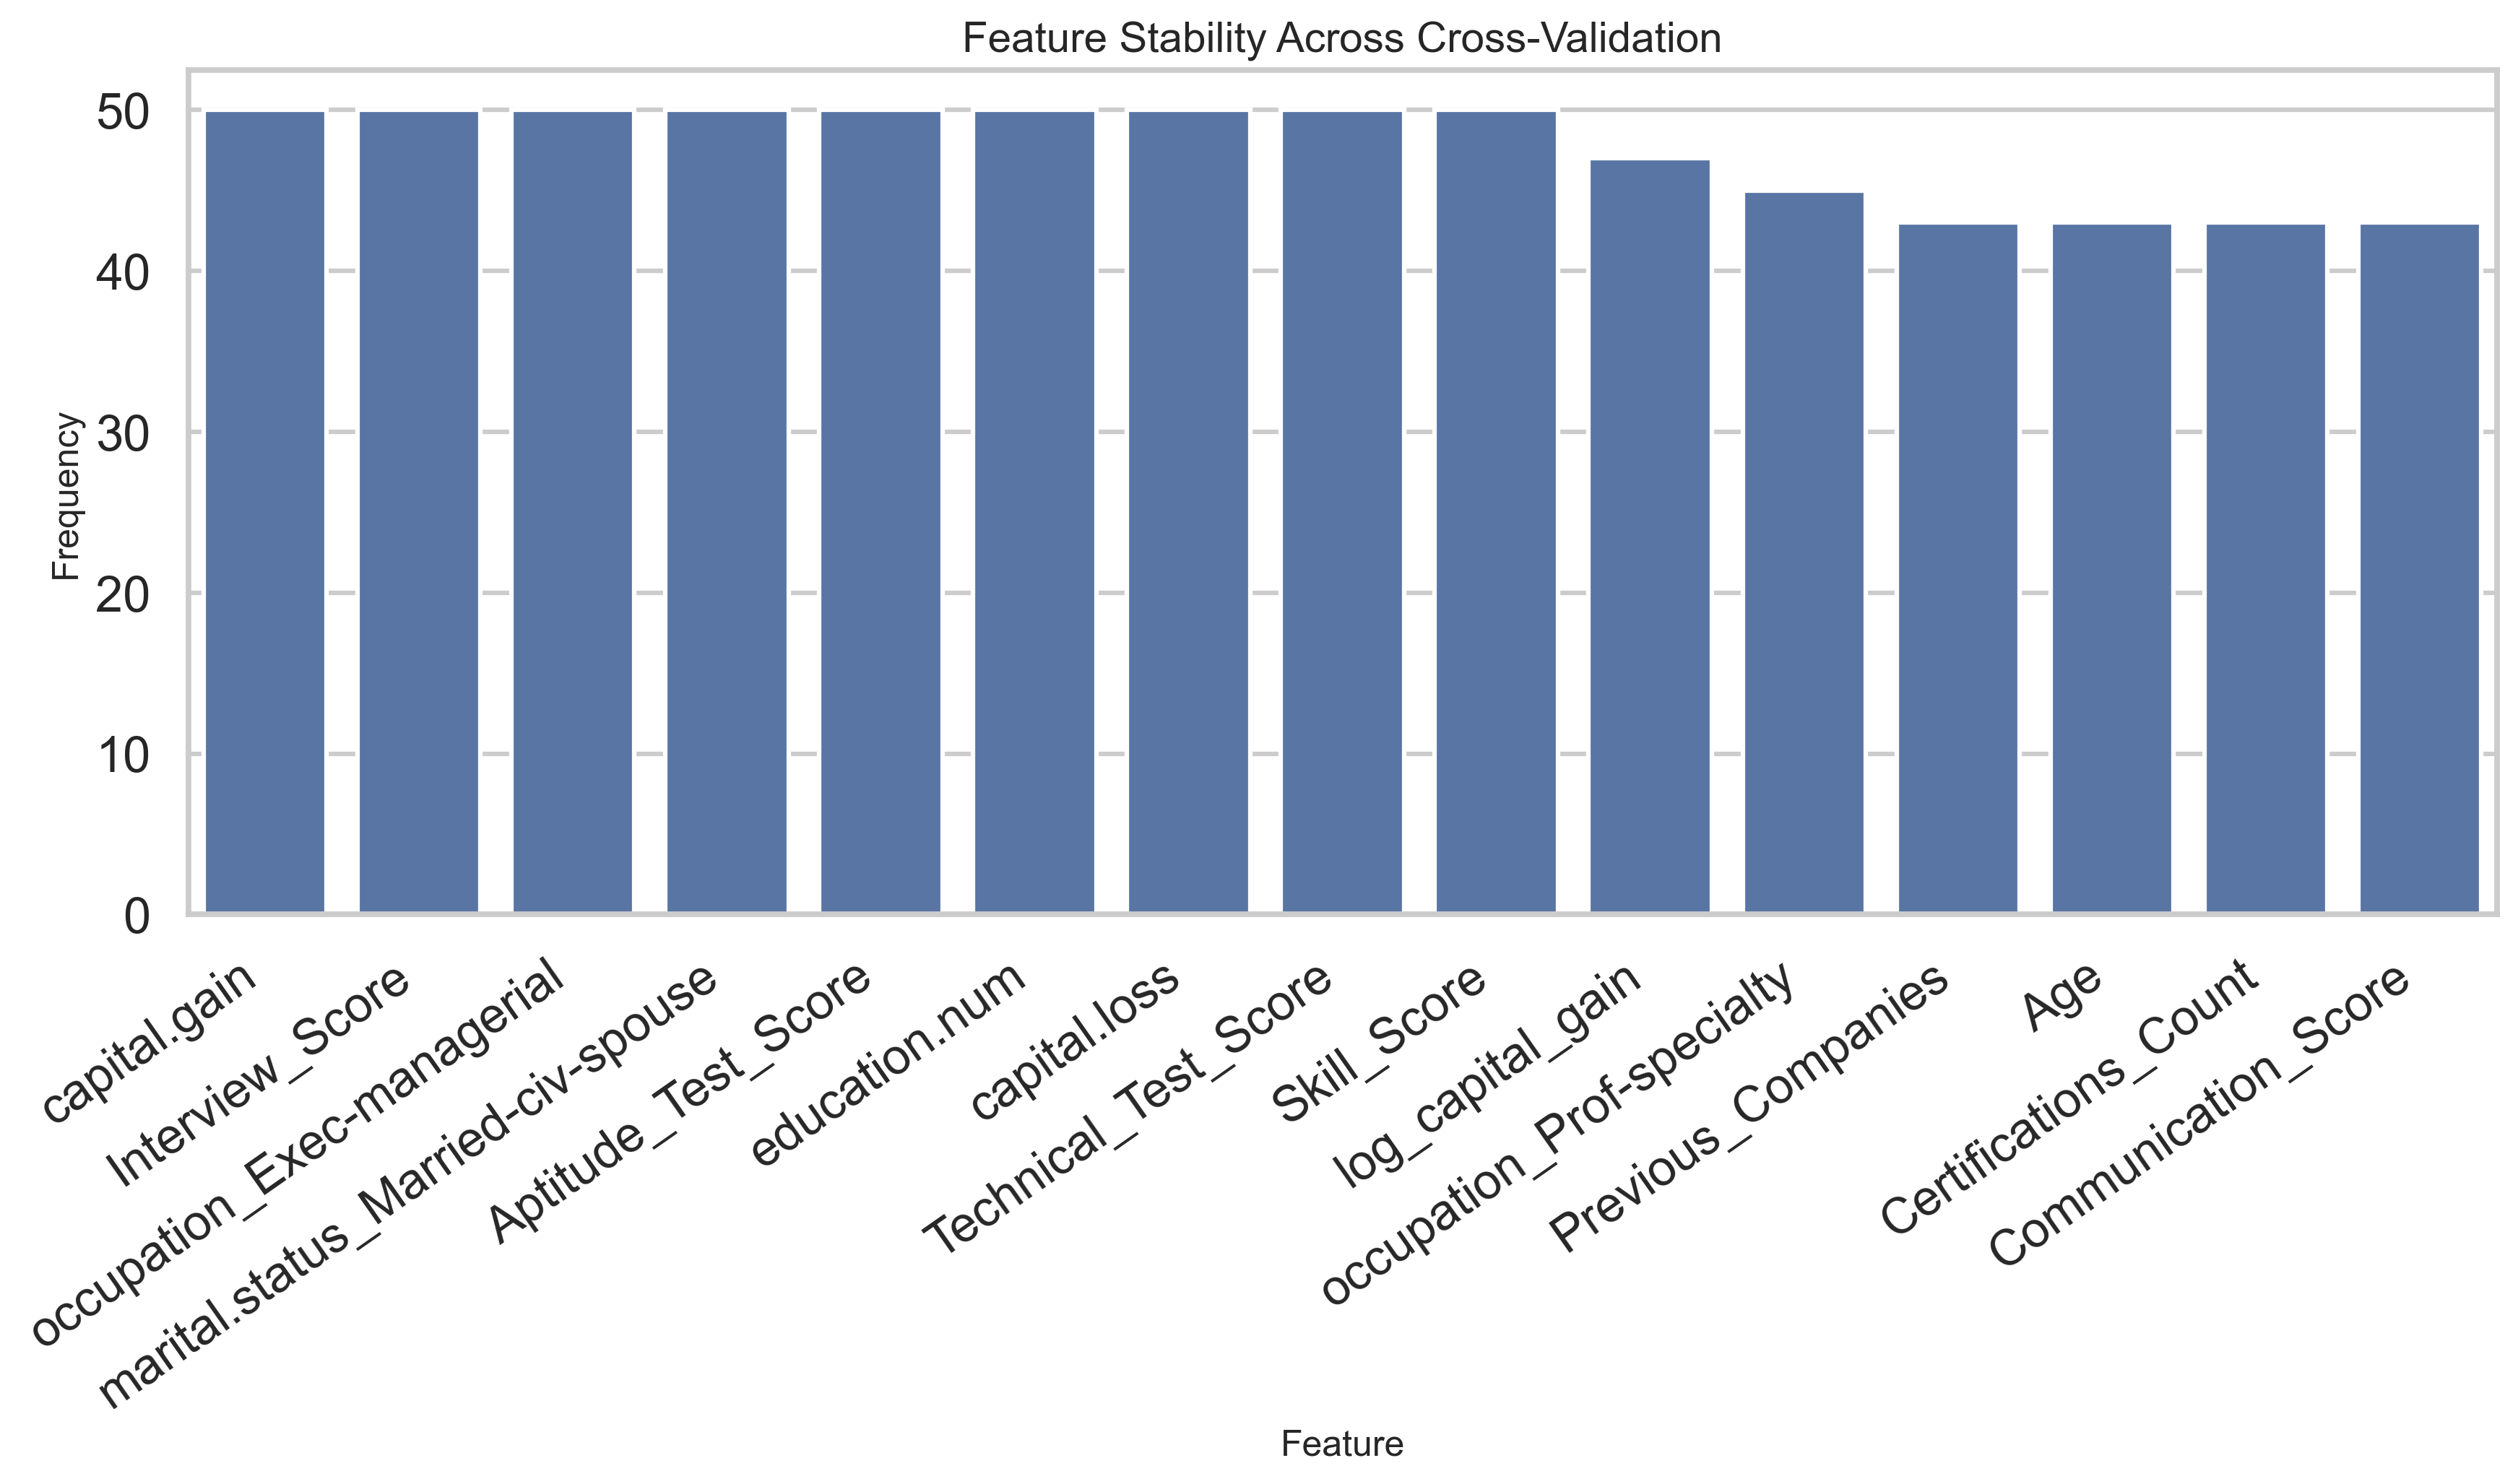 Feature Stability Across Cross-Validation
Frequency
50
40
30
20
10
0
capital.gain
Interview_Score
occupation_Exec-managerial
marital.status_Married-civ-spouse
Aptitude_Test_Score
education.num
capital.loss
Technical_Test_Score
Skill_Score
log_capital_gain
occupation_Prof-specialty
Previous_Companies
Age
Certifications_Count
Communication_Score
Feature